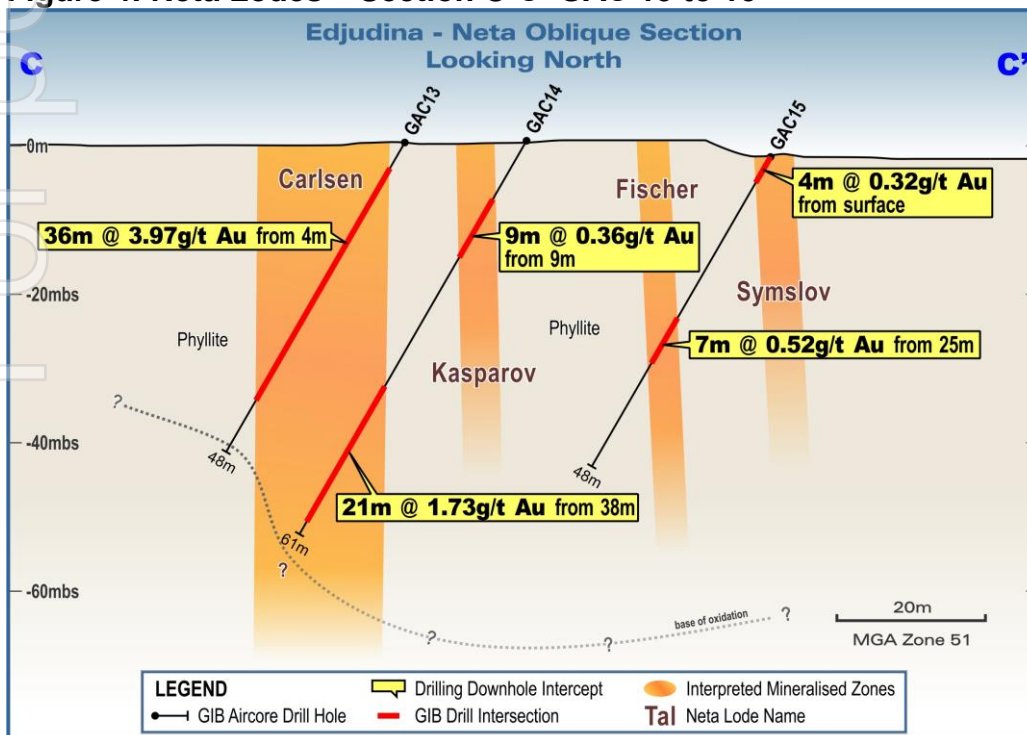 Edjudina - Neta Oblique Section
Looking North
C
C'
GAC13
GAC14
GAC15
0m
Carlsen
Fischer
4m @ 0.32g/t Au
from surface
36m @ 3.97g/t Au from 4m
9m @ 0.36g/t Au
from 9m
-20mbs
Symslov
Phyllite
Phyllite
7m @ 0.52g/t Au from 25m
Kasparov
?
-40mbs
48m
48m
21m @ 1.73g/t Au from 38m
61m
?
-60mbs
?
?
base of oxidation
?
20m
MGA Zone 51
LEGEND
Drilling Downhole Intercept
Interpreted Mineralised Zones
GIB Aircore Drill Hole
GIB Drill Intersection
Tal Neta Lode Name